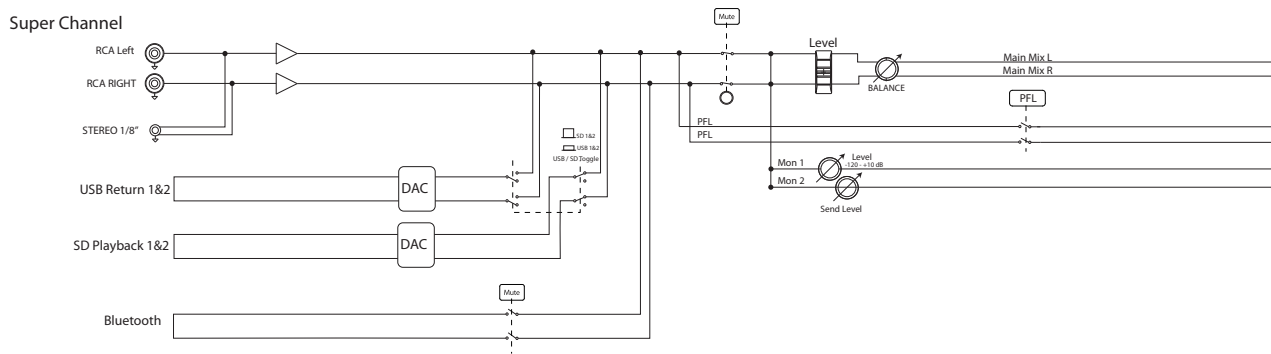 Super Channel
Mute
RCA Left
RCA RIGHT
Level
Main Mix L
Main Mix R
BALANCE
PFL
STEREO 1/8"
PFL
PFL
SD 1&2
USB 1&2
USB / SD Toggle
Mon 1
Level
-120 - +10 dB
Mon 2
Send Level
USB Return 1&2
DAC
SD Playback 1&2
DAC
Mute
Bluetooth